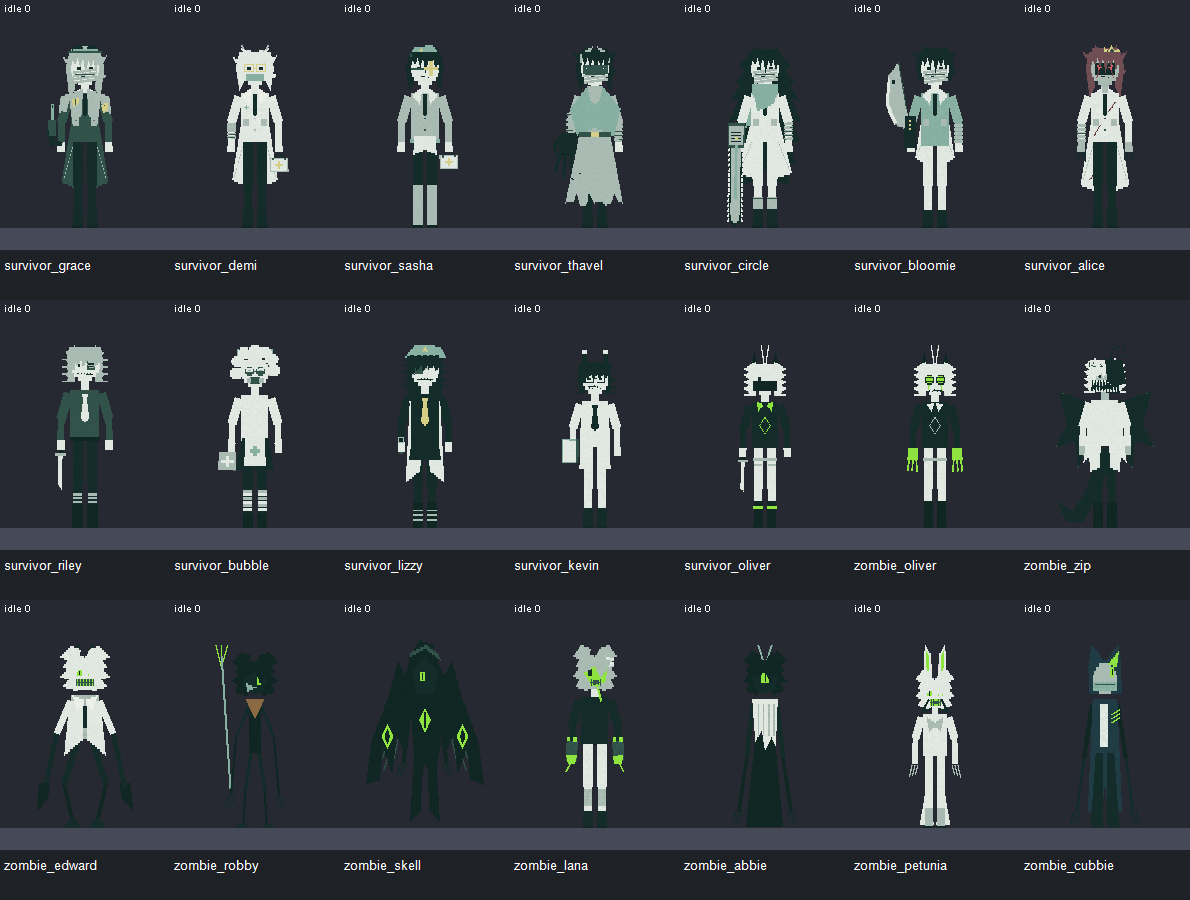 idle 0 idle 0 idle 0 idle 0 idle 0 idle 0 idle 0
survivor_grace survivor_demi survivor_sasha survivor_thavel survivor_circle survivor_bloomie survivor_alice
idle 0 idle 0 idle 0 idle 0 idle 0 idle 0 idle 0
survivor_riley survivor_bubble survivor_lizzy survivor_kevin survivor_oliver zombie_oliver zombie_zip
idle 0 idle 0 idle 0 idle 0 idle 0 idle 0 idle 0
zombie_edward zombie_robby zombie_skell zombie_lana zombie_abbie zombie_petunia zombie_cubbie